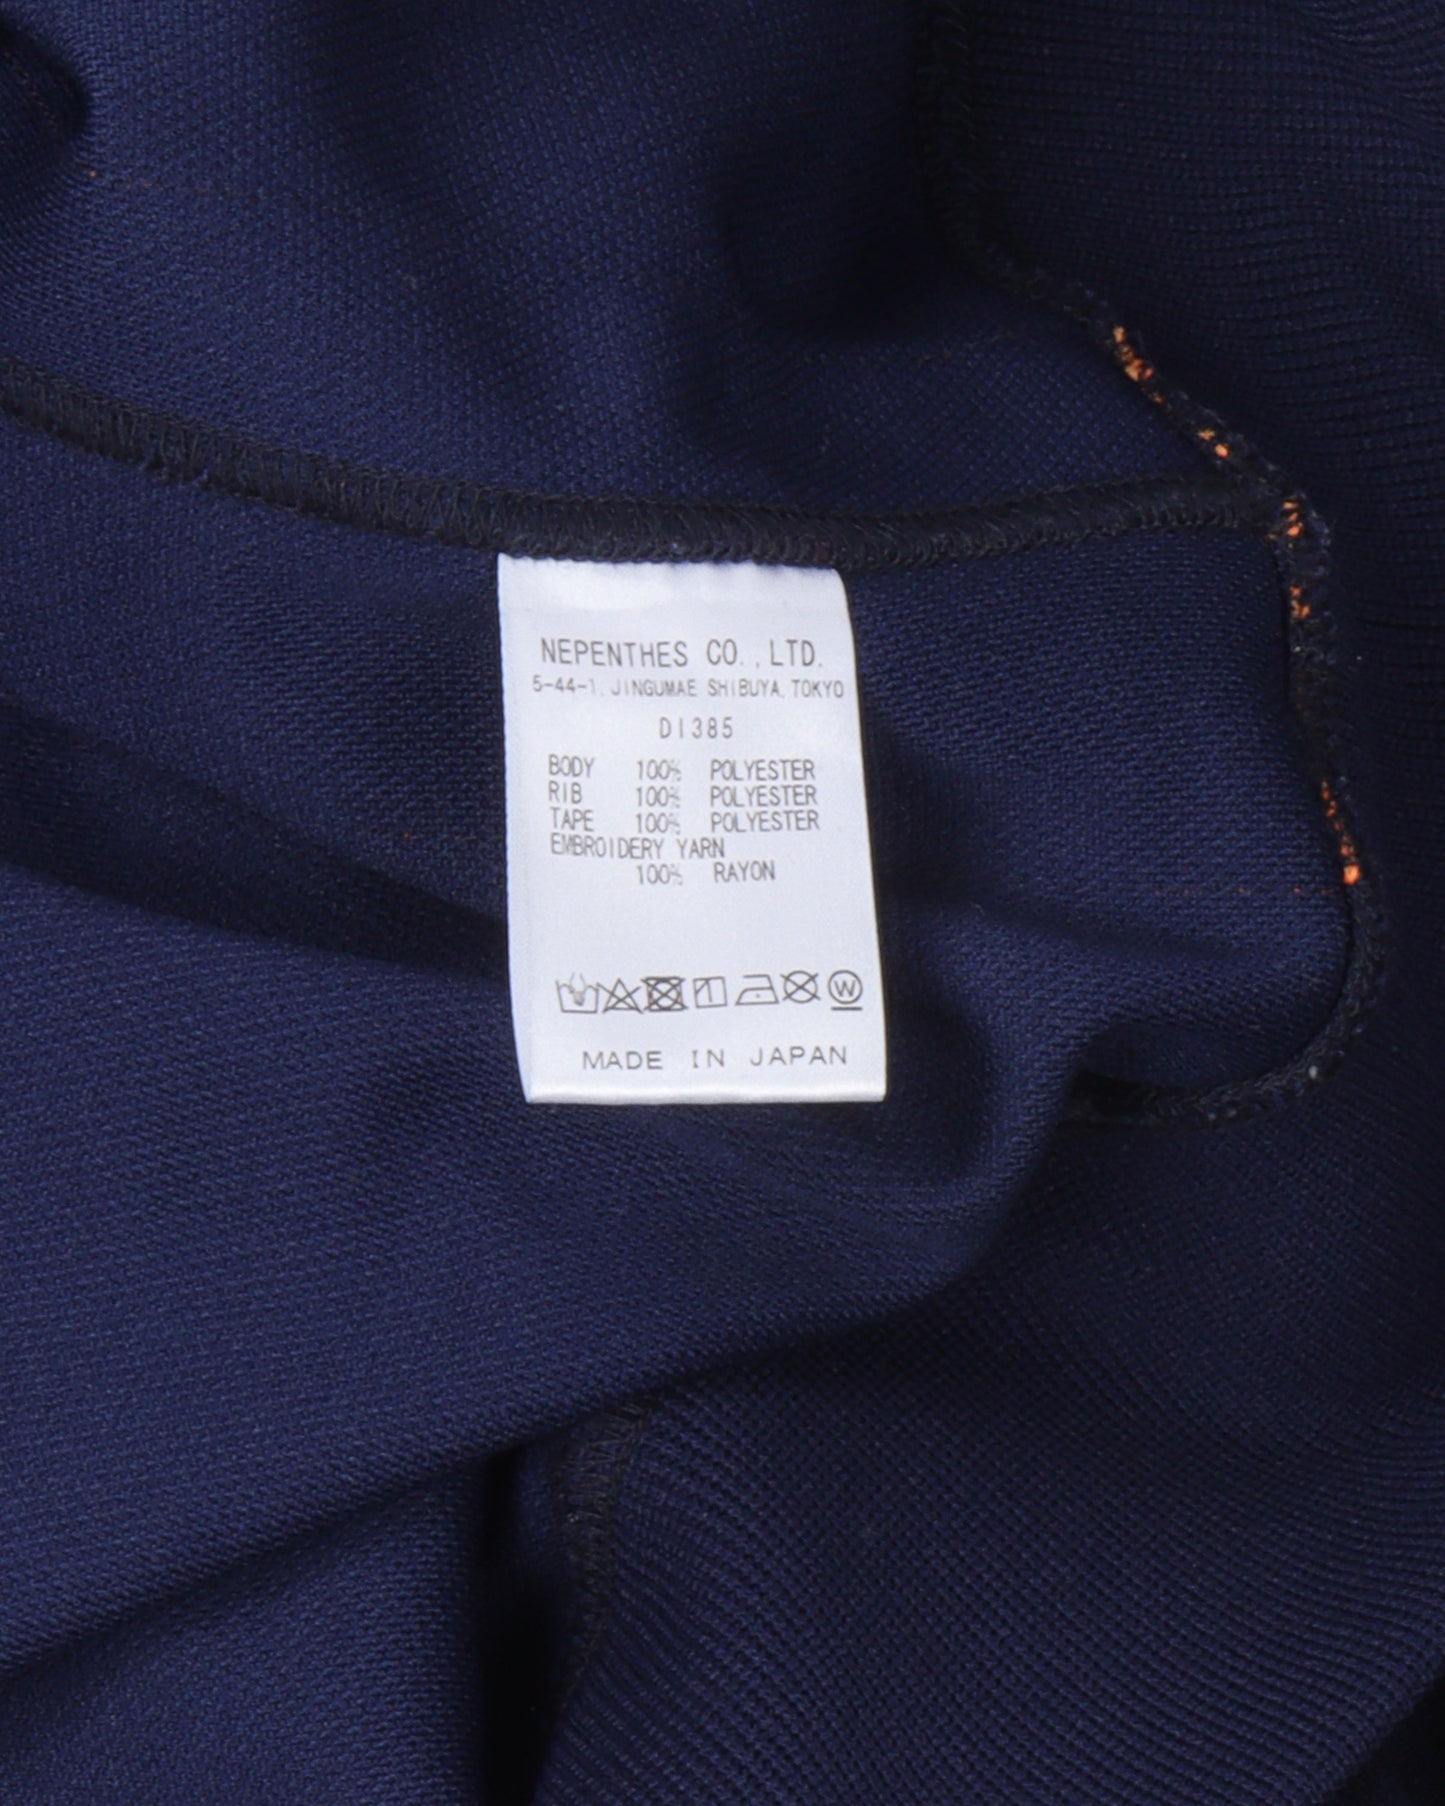 NEPENTHES CO.,LTD.
5-44-1, JINGUMAE SHIBUYA, TOKYO
DI385
BODY 100% POLYESTER
RIB 100% POLYESTER
TAPE 100% POLYESTER
EMBROIDERY YARN
100% RAYON
W
MADE IN JAPAN